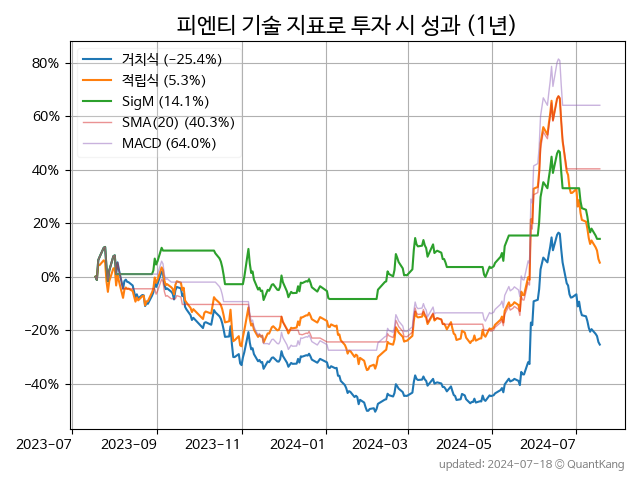 피엔티 기술 지표로 투자 시 성과 (1년)
거치식 (-25.4%)
적립식 (5.3%)
SigM (14.1%)
SMA(20) (40.3%)
MACD (64.0%)
80%
60%
40%
20%
0%
−20%
−40%
2023-07 2023-09 2023-11 2024-01 2024-03 2024-05 2024-07
updated: 2024-07-18 © QuantKang